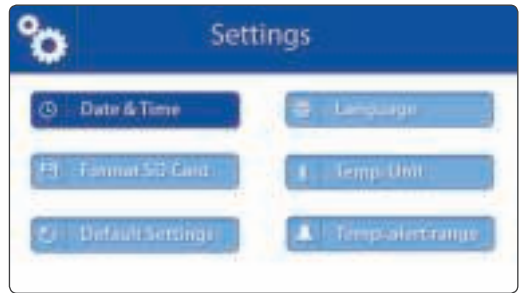 Settings
Date & Time
Language
Format SD Card
Temp. Unit
Default Settings
Temp. alert range